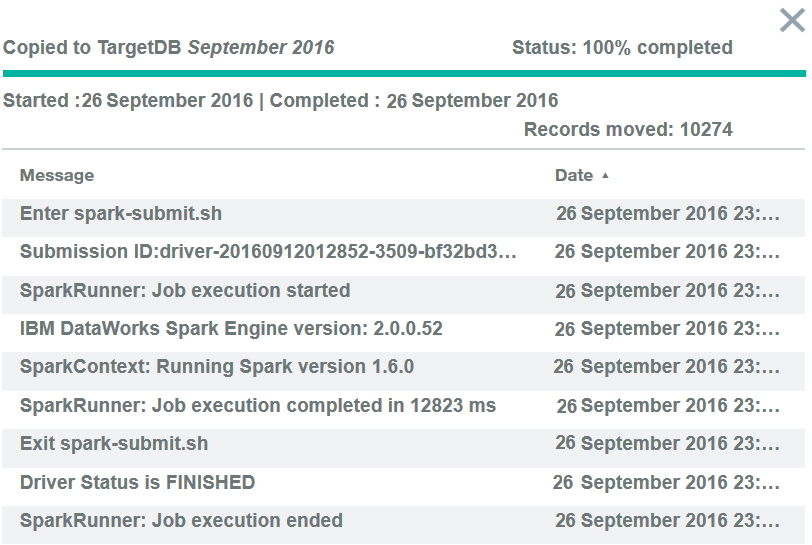 Copied to TargetDB September 2016 Status: 100% completed
Started :26 September 2016 | Completed : 26 September 2016
Records moved: 10274
Message Date ▲
Enter spark-submit.sh 26 September 2016 23:...
Submission ID:driver-20160912012852-3509-bf32bd3... 26 September 2016 23:...
SparkRunner: Job execution started 26 September 2016 23:...
IBM DataWorks Spark Engine version: 2.0.0.52 26 September 2016 23:...
SparkContext: Running Spark version 1.6.0 26 September 2016 23:...
SparkRunner: Job execution completed in 12823 ms 26 September 2016 23:...
Exit spark-submit.sh 26 September 2016 23:...
Driver Status is FINISHED 26 September 2016 23:...
SparkRunner: Job execution ended 26 September 2016 23:...